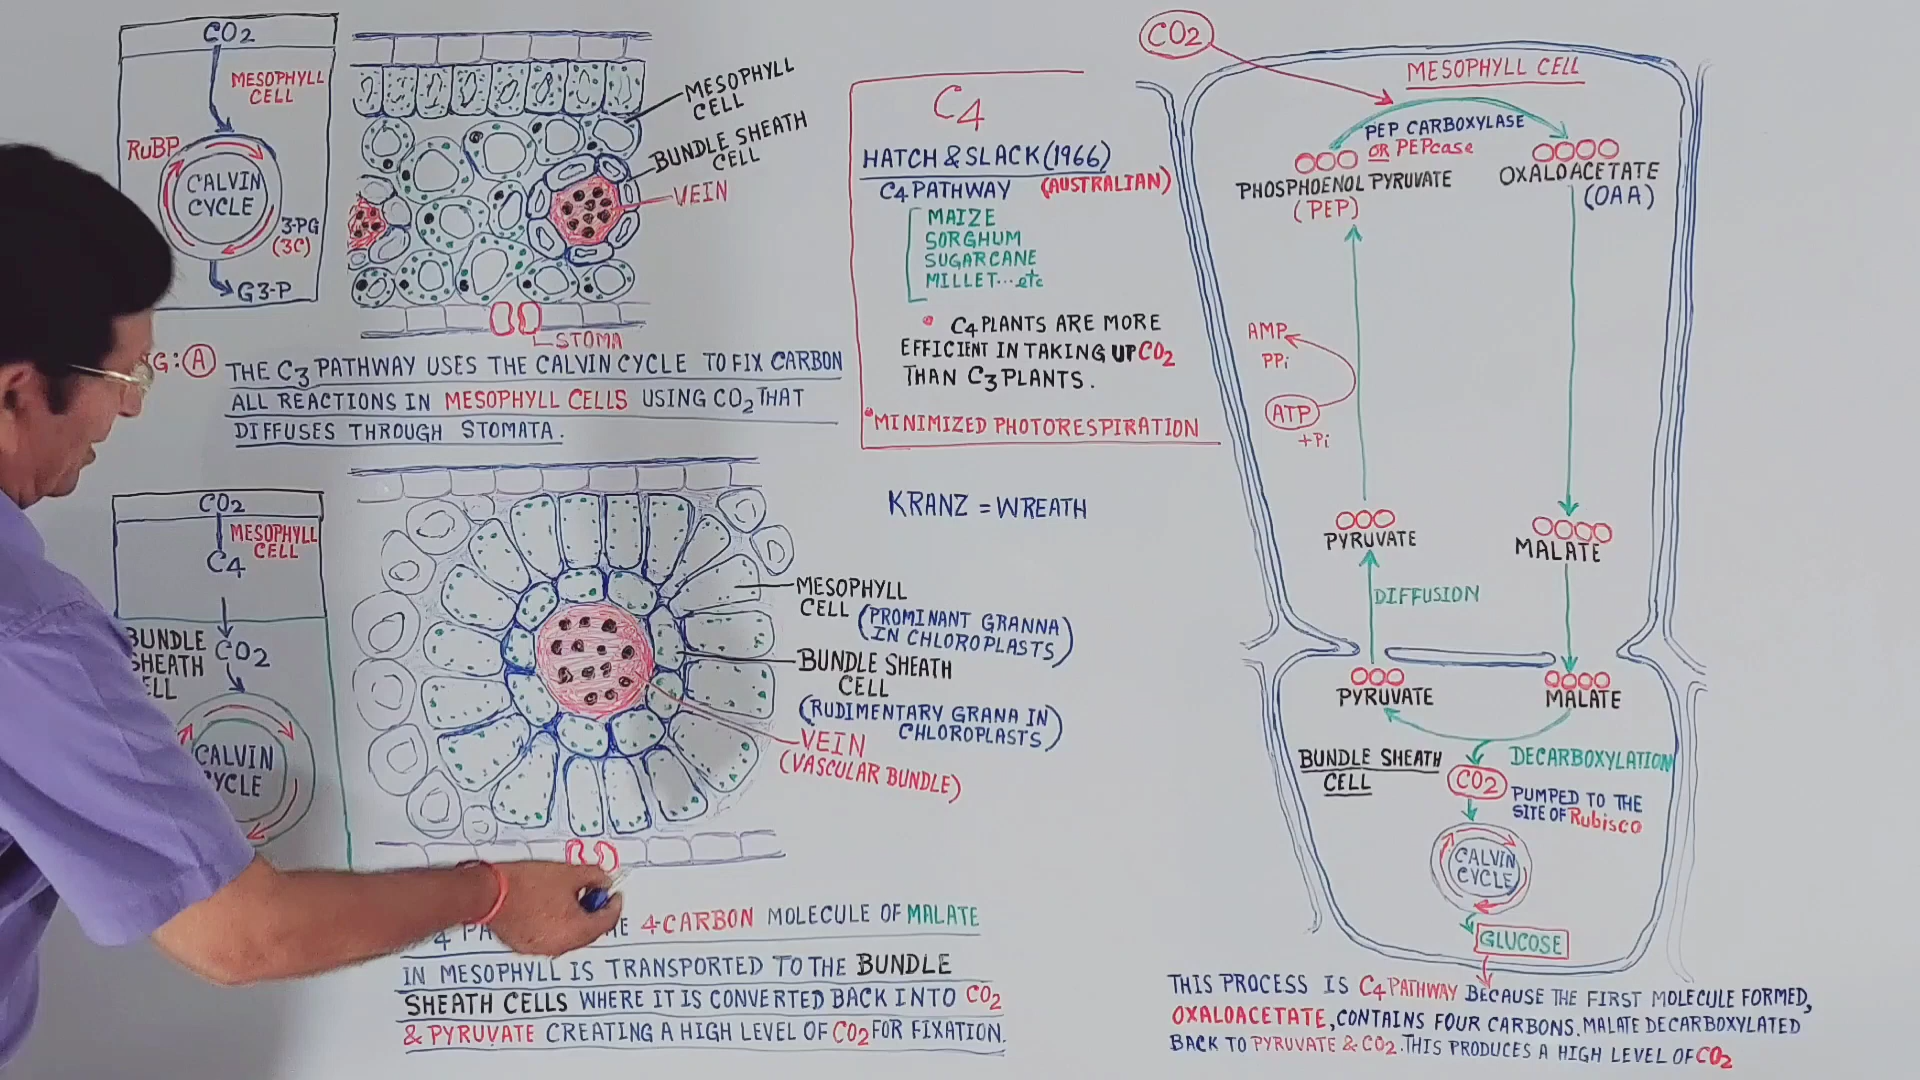 CO2
MESOPHYLL
CELL
RuBP
CALVIN
CYCLE
3-PG
(3C)
G3-P
MESOPHYLL
CELL
BUNDLE SHEATH
CELL
VEIN
STOMA
G: A
THE C3 PATHWAY USES THE CALVIN CYCLE TO FIX CARBON
ALL REACTIONS IN MESOPHYLL CELLS USING CO2 THAT
DIFFUSES THROUGH STOMATA.
CO2
MESOPHYLL
CELL
C4
BUNDLE
SHEATH
CELL
CO2
CALVIN
CYCLE
MESOPHYLL
CELL (PROMINANT GRANNA
IN CHLOROPLASTS)
BUNDLE SHEATH
CELL
(RUDIMENTARY GRANA IN
CHLOROPLASTS)
VEIN
(VASCULAR BUNDLE)
4 PA
4-CARBON MOLECULE OF MALATE
IN MESOPHYLL IS TRANSPORTED TO THE BUNDLE
SHEATH CELLS WHERE IT IS CONVERTED BACK INTO CO2
& PYRUVATE CREATING A HIGH LEVEL OF CO2 FOR FIXATION.
C4
HATCH & SLACK (1966)
C4 PATHWAY (AUSTRALIAN)
MAIZE
SORGHUM
SUGARCANE
MILLET...etc
• C4 PLANTS ARE MORE
EFFICIENT IN TAKING UP CO2
THAN C3 PLANTS.
•MINIMIZED PHOTORESPIRATION
KRANZ = WREATH
CO2
MESOPHYLL CELL
PEP CARBOXYLASE
OR PEPcase
PHOSPHOENOL PYRUVATE
(PEP)
OXALOACETATE
(OAA)
AMP
PPi
ATP
+Pi
PYRUVATE
MALATE
DIFFUSION
PYRUVATE
MALATE
BUNDLE SHEATH
CELL
DECARBOXYLATION
CO2
PUMPED TO THE
SITE OF Rubisco
CALVIN
CYCLE
GLUCOSE
THIS PROCESS IS C4 PATHWAY BECAUSE THE FIRST MOLECULE FORMED,
OXALOACETATE, CONTAINS FOUR CARBONS. MALATE DECARBOXYLATED
BACK TO PYRUVATE & CO2. THIS PRODUCES A HIGH LEVEL OF CO2